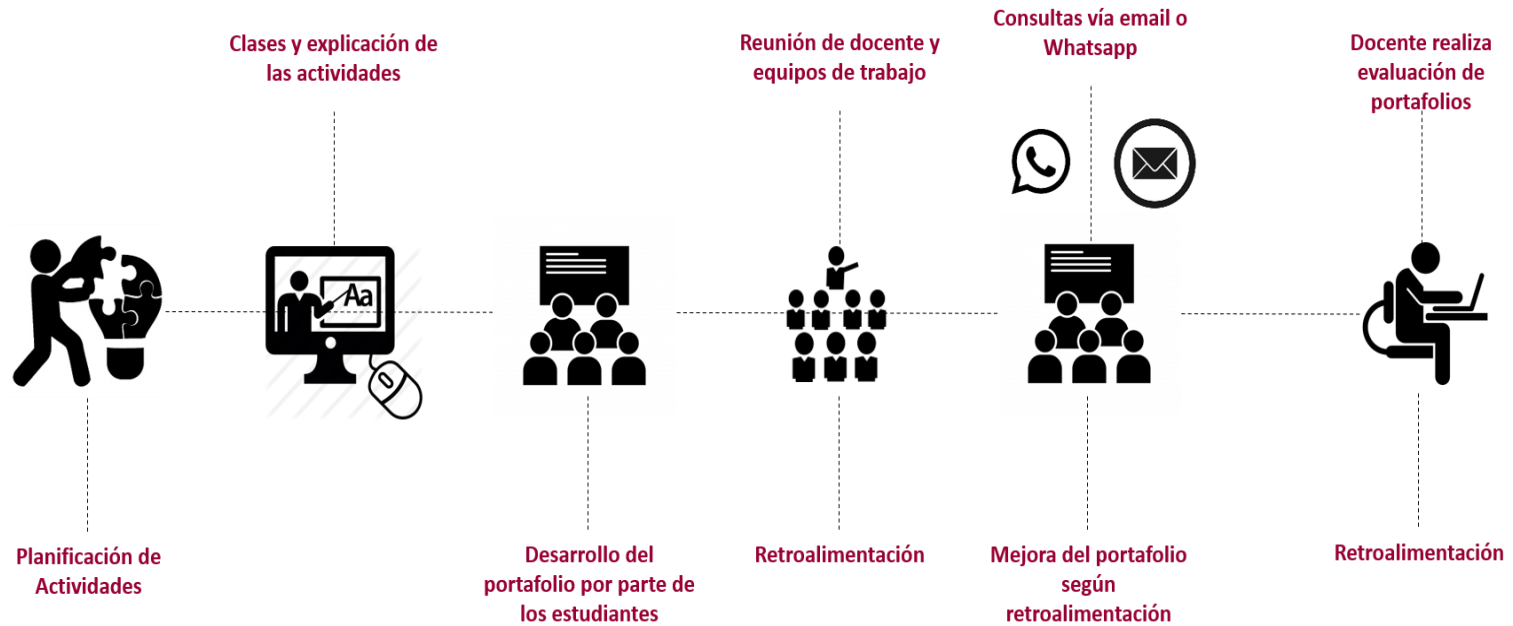 Clases y explicación de
las actividades
Reunión de docente y
equipos de trabajo
Consultas vía email o
Whatsapp
Docente realiza
evaluación de
portafolios
Aa
Planificación de
Actividades
Desarrollo del
portafolio por parte de
los estudiantes
Retroalimentación
Mejora del portafolio
según
retroalimentación
Retroalimentación